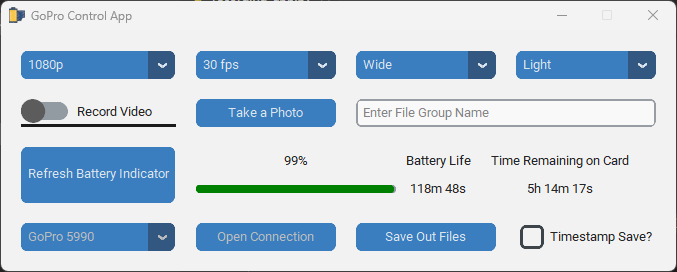 GoPro Control App
1080p 30 fps Wide Light
Record Video Take a Photo Enter File Group Name
99% Battery Life Time Remaining on Card
Refresh Battery Indicator
118m 48s 5h 14m 17s
GoPro 5990 Open Connection Save Out Files Timestamp Save?